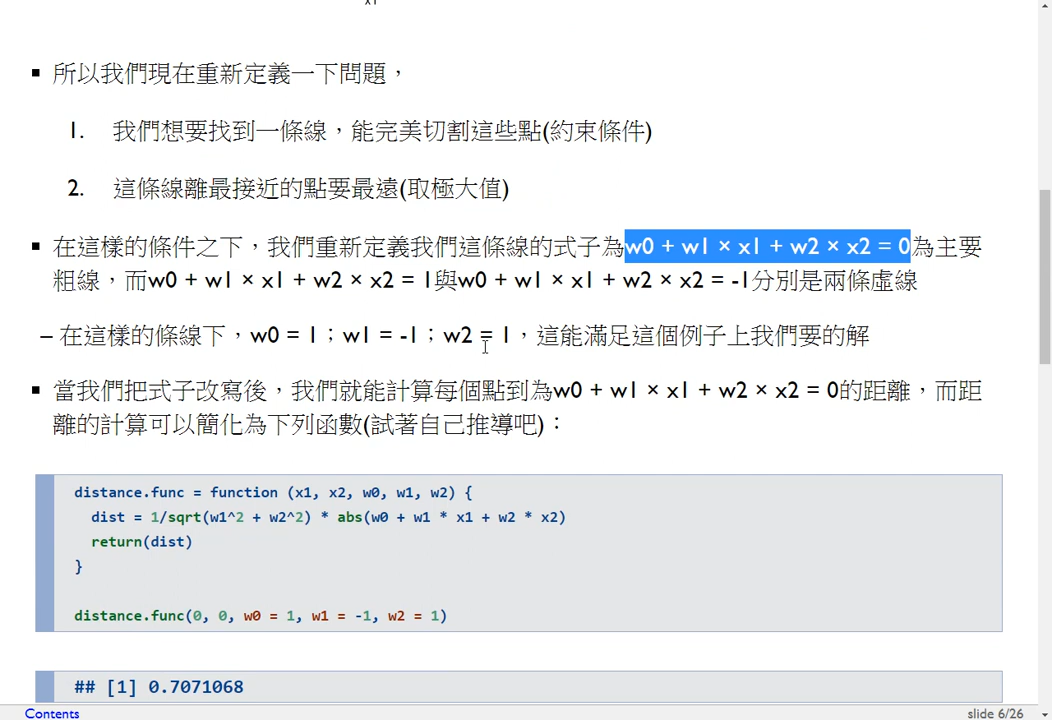 x1
▪ 所以我們現在重新定義一下問題，
1. 我們想要找到一條線，能完美切割這些點(約束條件)
2. 這條線離最接近的點要最遠(取極大值)
▪ 在這樣的條件之下，我們重新定義我們這條線的式子為w0 + w1 × x1 + w2 × x2 = 0為主要
粗線，而w0 + w1 × x1 + w2 × x2 = 1與w0 + w1 × x1 + w2 × x2 = -1分別是兩條虛線
– 在這樣的條線下，w0 = 1；w1 = -1；w2 = 1，這能滿足這個例子上我們要的解
▪ 當我們把式子改寫後，我們就能計算每個點到為w0 + w1 × x1 + w2 × x2 = 0的距離，而距
離的計算可以簡化為下列函數(試著自己推導吧)：
distance.func = function (x1, x2, w0, w1, w2) {
dist = 1/sqrt(w1^2 + w2^2) * abs(w0 + w1 * x1 + w2 * x2)
return(dist)
}
distance.func(0, 0, w0 = 1, w1 = -1, w2 = 1)
## [1] 0.7071068
Contents
slide 6/26